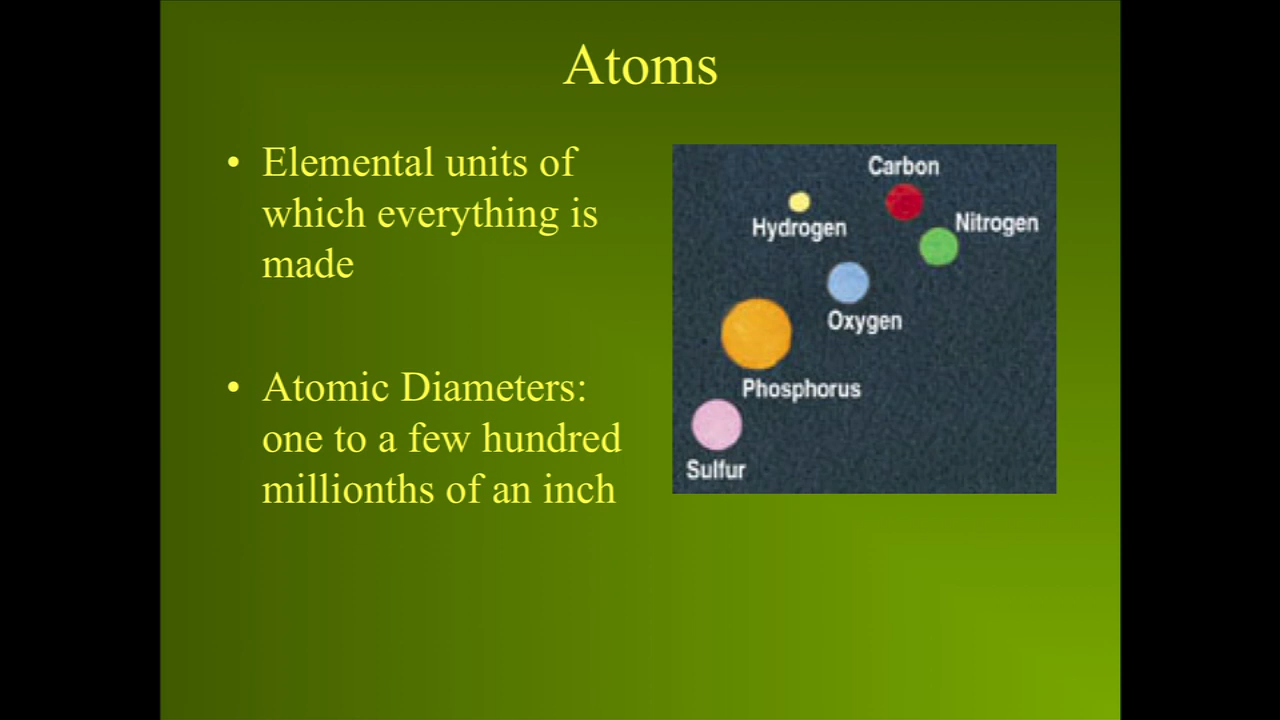 Atoms
• Elemental units of
which everything is
made
• Atomic Diameters:
one to a few hundred
millionths of an inch
Carbon
Hydrogen
Nitrogen
Oxygen
Phosphorus
Sulfur